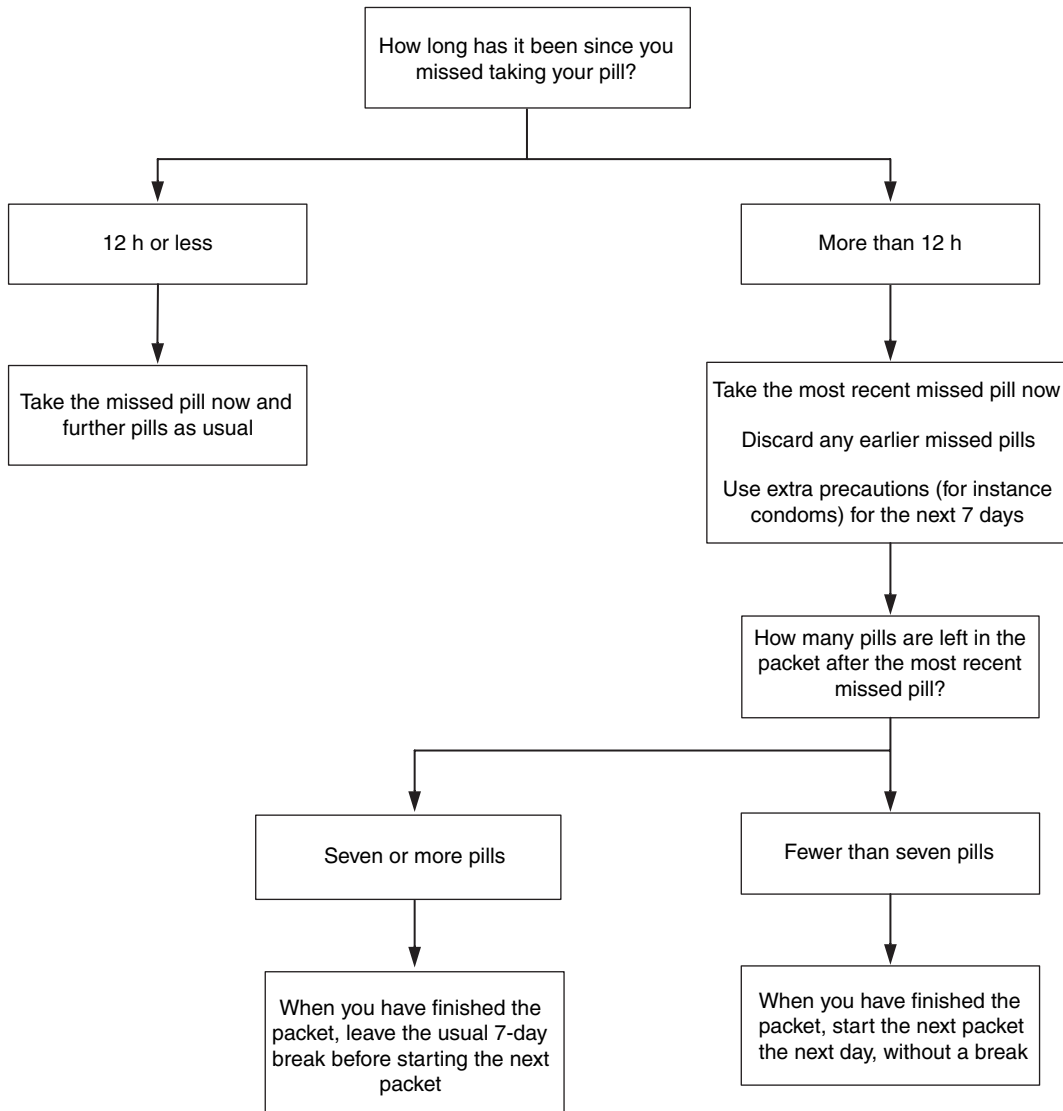 How long has it been since you
missed taking your pill?
12 h or less
More than 12 h
Take the missed pill now and
further pills as usual
Take the most recent missed pill now
Discard any earlier missed pills
Use extra precautions (for instance
condoms) for the next 7 days
How many pills are left in the
packet after the most recent
missed pill?
Seven or more pills
Fewer than seven pills
When you have finished the
packet, leave the usual 7-day
break before starting the next
packet
When you have finished the
packet, start the next packet
the next day, without a break